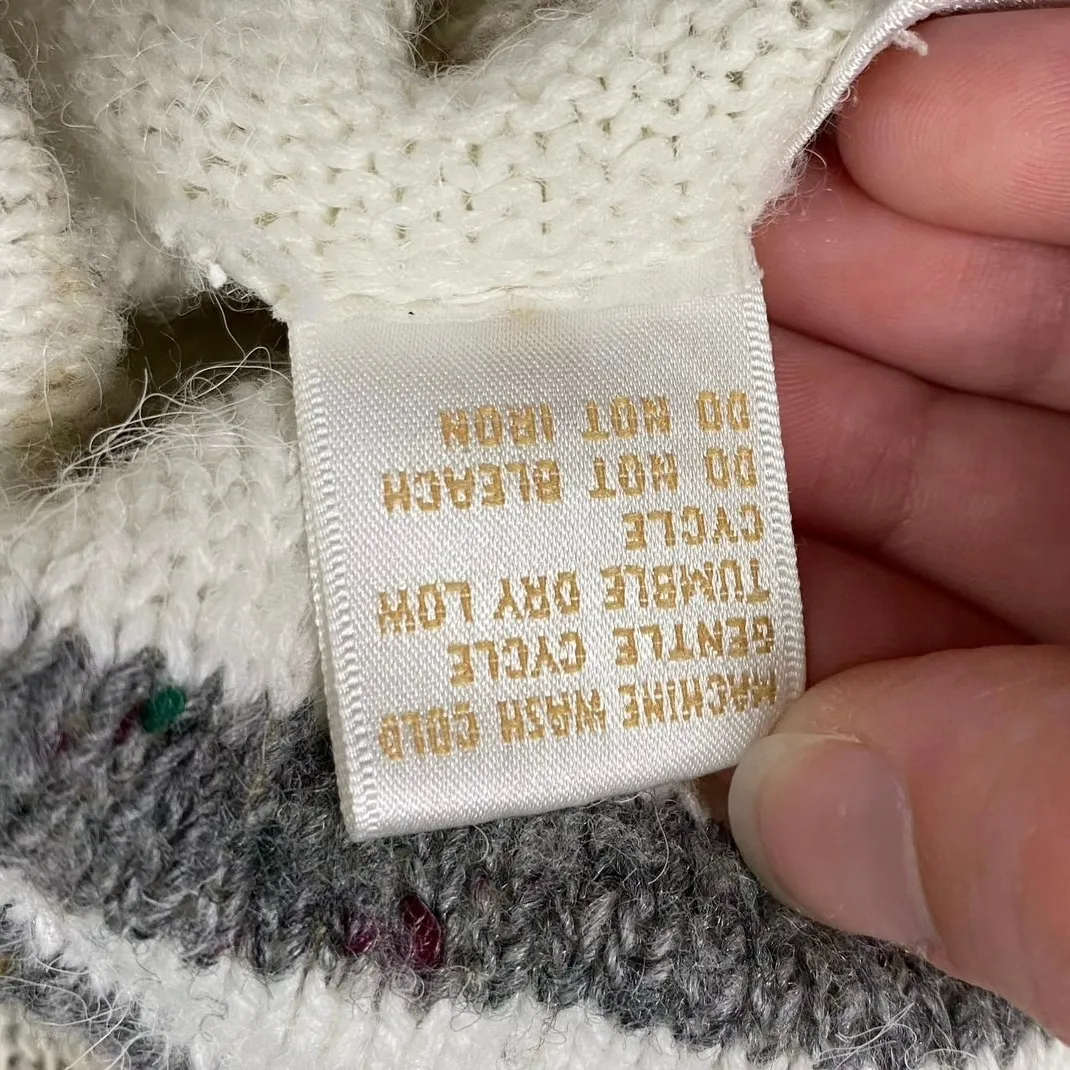 MACHINE WASH COLD
GENTLE CYCLE
TUMBLE DRY LOW
CYCLE
DO NOT BLEACH
DO NOT IRON